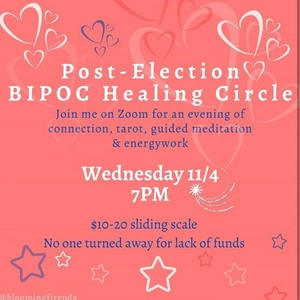 Post-Election
BIPOC Healing Circle
Join me on Zoom for an evening of
connection, tarot, guided meditation
& energywork
Wednesday 11/4
7PM
$10-20 sliding scale
No one turned away for lack of funds